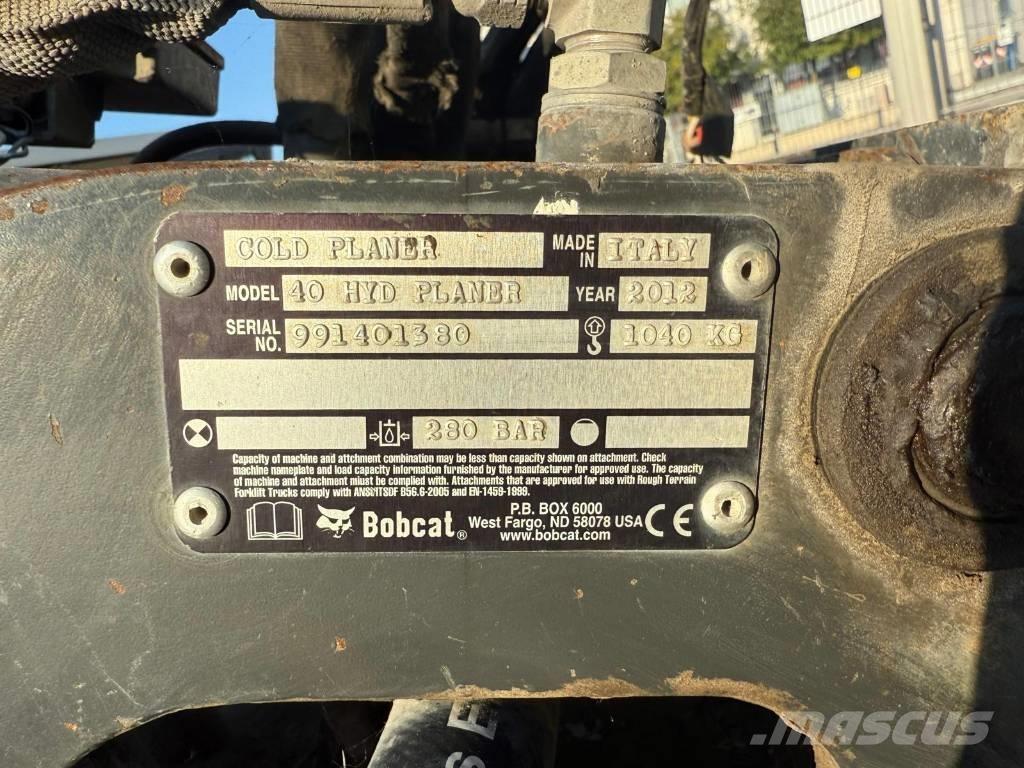 COLD PLANER MADE IN ITALY
MODEL 40 HYD PLANER YEAR 2012
SERIAL NO. 991401380 1040 KG
280 BAR
Capacity of machine and attchment combination may be less than capacity shown on attachment. Check
machine nameplate and load capacity information furnished by the manufacturer for approved use. The capacity
of machine and attachment miust be complied with. Attachments that are approved for use with Rough Terrain
Forklift Trucks comply with ANSI/ITSDF B56.6-2005 and EN-1459-1999.
Bobcat®
P.B. BOX 6000
West Fargo, ND 58078 USA
www.bobcat.com
CE
SE
MASCUS